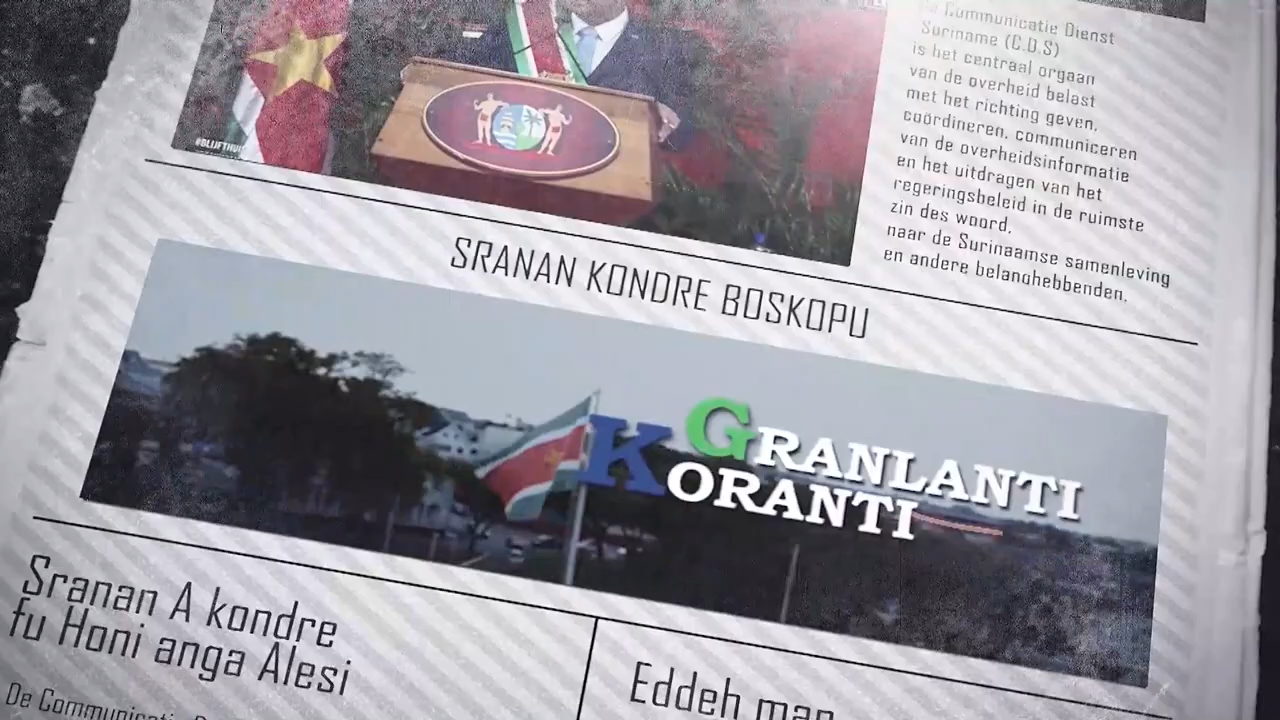 Communicatie Dienst
Suriname (C.D.S)
is het centraal orgaan
van de overheid belast
met het richting geven,
coördineren, communiceren
van de overheidsinformatie
en het uitdragen van het
regeringsbeleid in de ruimste
zin des woord,
naar de Surinaamse samenleving
en andere belanghebbenden.
SRANAN KONDRE BOSKOPU
GRANLANTI
KORANTI
Sranan A kondre
fu Honi anga Alesi
Eddeh man
De